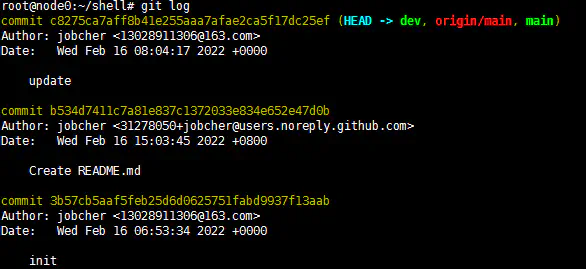 root@node0:~/shell# git log
commit c8275ca7aff8b41e255aaa7afae2ca5f17dc25ef (HEAD -> dev, origin/main, main)
Author: jobcher <13028911306@163.com>
Date:   Wed Feb 16 08:04:17 2022 +0000
update
commit b534d7411c7a81e837c1372033e834e652e47d0b
Author: jobcher <31278050+jobcher@users.noreply.github.com>
Date:   Wed Feb 16 15:03:45 2022 +0800
Create README.md
commit 3b57cb5aaf5feb25d6d0625751fabd9937f13aab
Author: jobcher <13028911306@163.com>
Date:   Wed Feb 16 06:53:34 2022 +0000
init